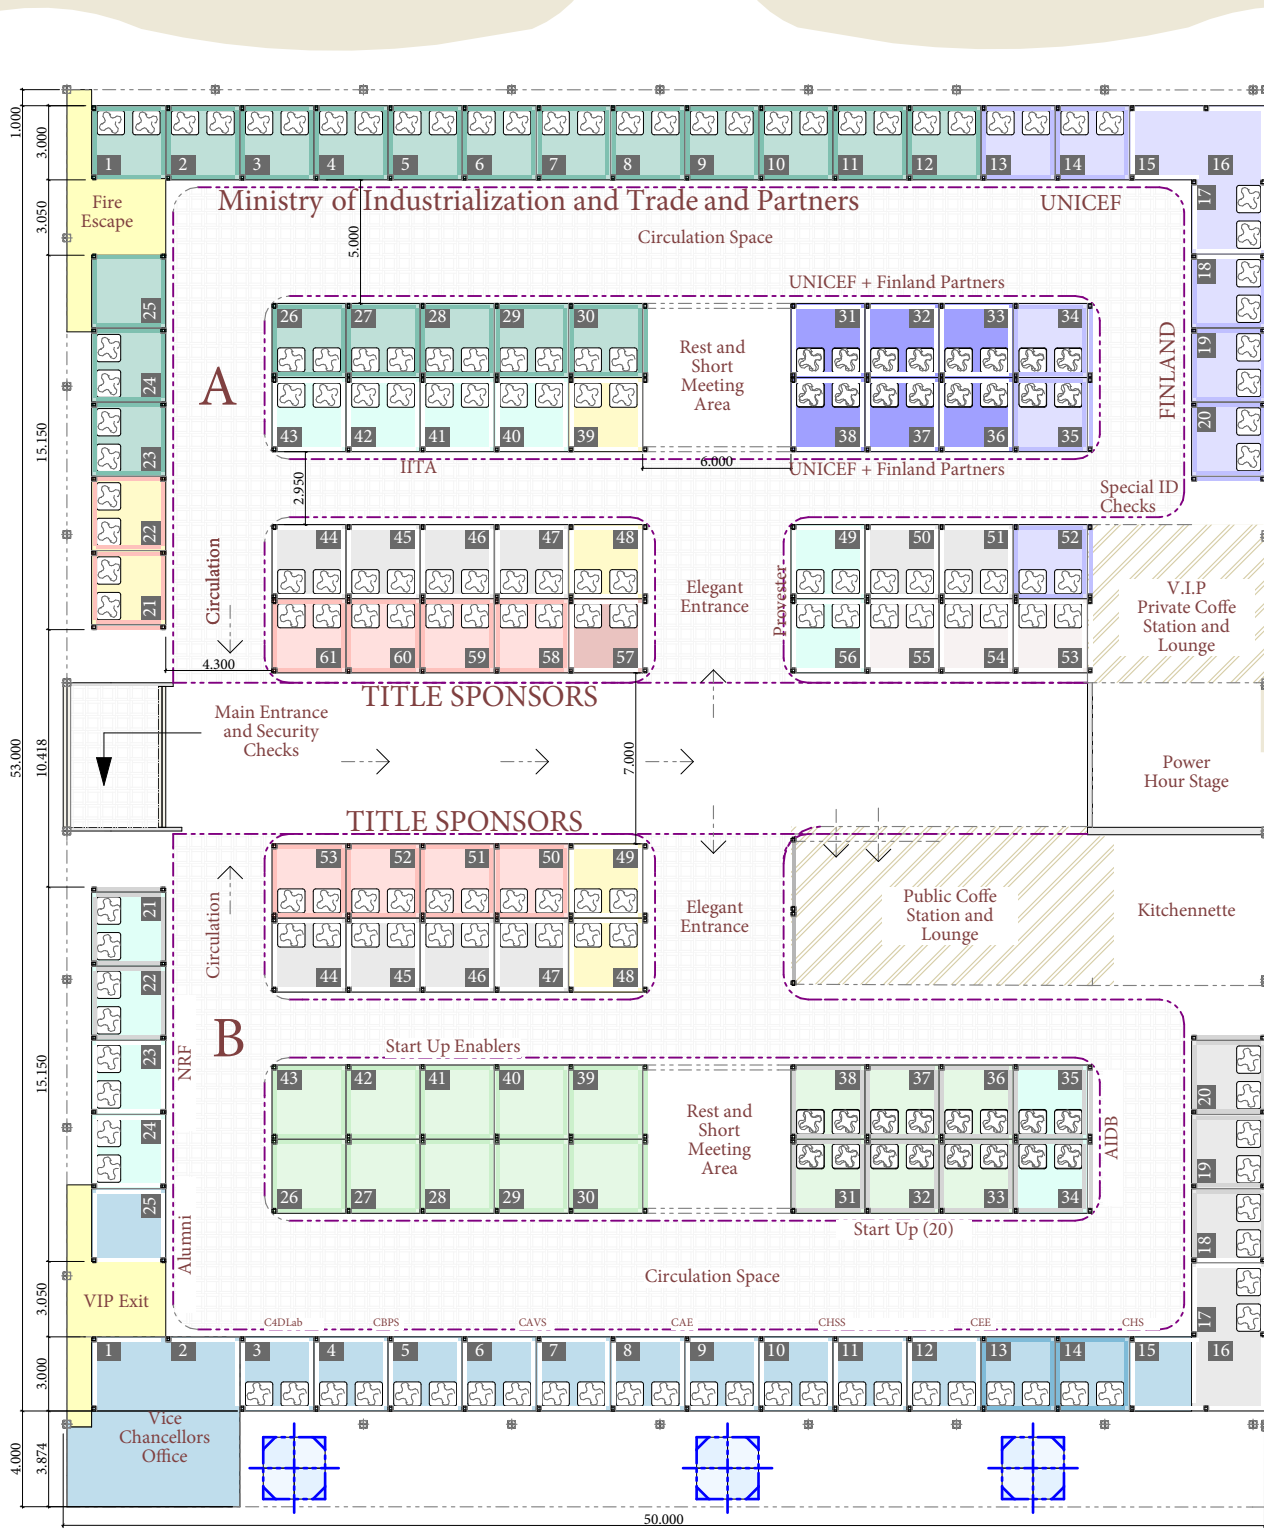 1.000
3.000
1 2 3 4 5 6 7 8 9 10 11 12 13 14 15 16
17
Fire
Escape
3.050
Ministry of Industrialization and Trade and Partners
UNICEF
5.000
Circulation Space
UNICEF + Finland Partners
18
25
26 27 28 29 30 31 32 33 34
Rest and
Short
Meeting
Area
A
FINLAND
19
24
20
23
15.150
43 42 41 40 39 38 37 36 35
IITA
6.000
UNICEF + Finland Partners
2.950
Special ID
Checks
22
44 45 46 47 48 49 50 51 52
Circulation
Elegant
Entrance
Provester
V.I.P
Private Coffe
Station and
Lounge
21
61 60 59 58 57 56 55 54 53
4.300
TITLE SPONSORS
Main Entrance
and Security
Checks
53.000
10.418
7.000
Power
Hour Stage
TITLE SPONSORS
53 52 51 50 49
21
Circulation
Elegant
Entrance
Public Coffe
Station and
Lounge
Kitchennette
22
44 45 46 47 48
B
Start Up Enablers
NRF
23
15.150
43 42 41 40 39 38 37 36 35
20
Rest and
Short
Meeting
Area
AIDB
24
19
26 27 28 29 30 31 32 33 34
25
Start Up (20)
Alumni
18
Circulation Space
3.050
VIP Exit
17
C4DLab CBPS CAVS CAE CHSS CEE CHS
1 2 3 4 5 6 7 8 9 10 11 12 13 14 15 16
3.000
Vice
Chancellors
Office
4.000
3.874
50.000